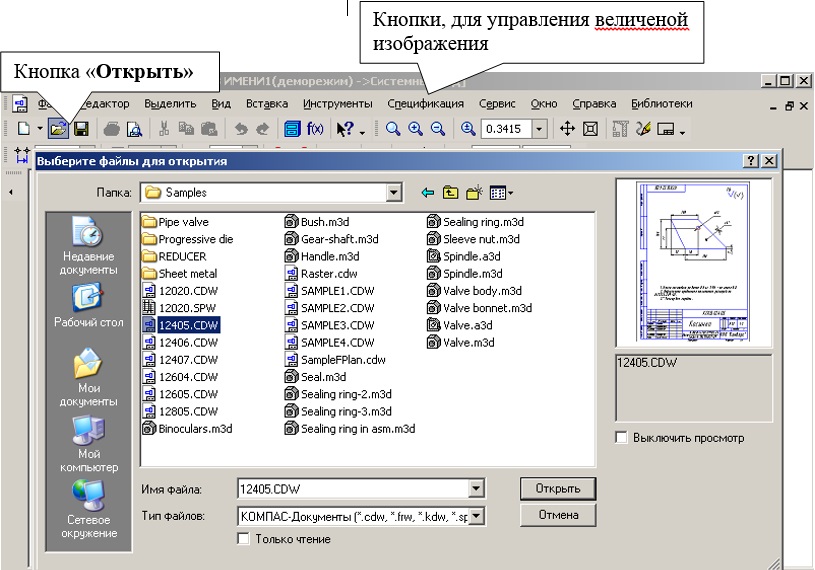 Кнопки, для управления величеной
изображения
Кнопка «Открыть»
ИМЕНИ1(деморежим) ->Систем
Редактор Выделить Вид Вставка Инструменты Спецификация Сервис Окно Справка Библиотеки
f(x) 0.3415
Выберите файлы для открытия
Папка: Samples
Недавние
документы
Рабочий стол
Мои
документы
Мой
компьютер
Сетевое
окружение
Pipe valve
Progressive die
REDUCER
Sheet metal
12020.CDW
12020.SPW
12405.CDW
12406.CDW
12407.CDW
12604.CDW
12605.CDW
12805.CDW
Binoculars.m3d
Bush.m3d
Gear-shaft.m3d
Handle.m3d
Raster.cdw
SAMPLE1.CDW
SAMPLE2.CDW
SAMPLE3.CDW
SAMPLE4.CDW
SampleFPlan.cdw
Seal.m3d
Sealing ring-2.m3d
Sealing ring-3.m3d
Sealing ring in asm.m3d
Sealing ring.m3d
Sleeve nut.m3d
Spindle.a3d
Spindle.m3d
Valve body.m3d
Valve bonnet.m3d
Valve.a3d
Valve.m3d
Косынка
12405.CDW
Выключить просмотр
Имя файла: 12405.CDW Открыть
Тип файлов: КОМПАС-Документы (*.cdw, *.frw, *.kdw, *.sp Отмена
Только чтение